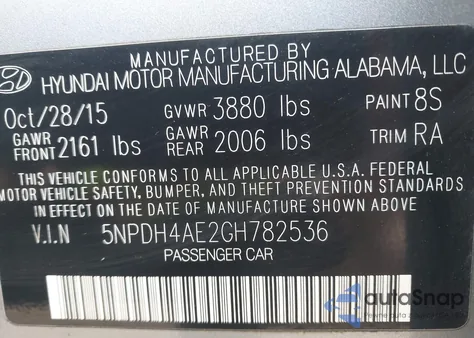 MANUFACTURED BY
HYUNDAI MOTOR MANUFACTURING ALABAMA, LLC
Oct/28/15 GVWR 3880 lbs PAINT 8S
GAWR FRONT 2161 lbs GAWR REAR 2006 lbs TRIM RA
THIS VEHICLE CONFORMS TO ALL APPLICABLE U.S.A. FEDERAL
MOTOR VEHICLE SAFETY, BUMPER, AND THEFT PREVENTION STANDARDS
IN EFFECT ON THE DATE OF MANUFACTURE SHOWN ABOVE.
V.I.N 5NPDH4AE2GH782536
PASSENGER CAR
autoSnap